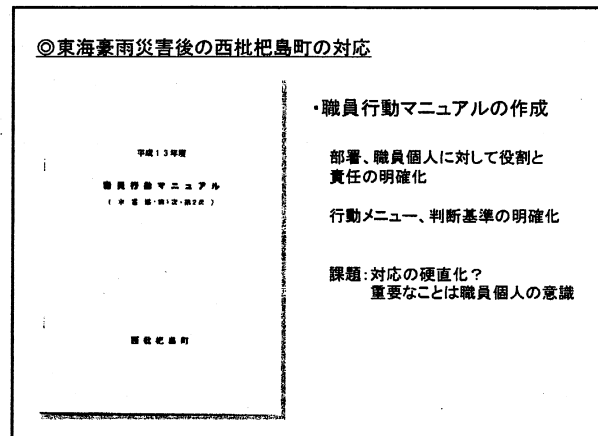 ◎東海豪雨災害後の西枇杷島町の対応
平成13年度
職員行動マニュアル
西枇杷島町
・職員行動マニュアルの作成
部署、職員個人に対して役割と
責任の明確化
行動メニュー、判断基準の明確化
課題：対応の硬直化？
重要なことは職員個人の意識